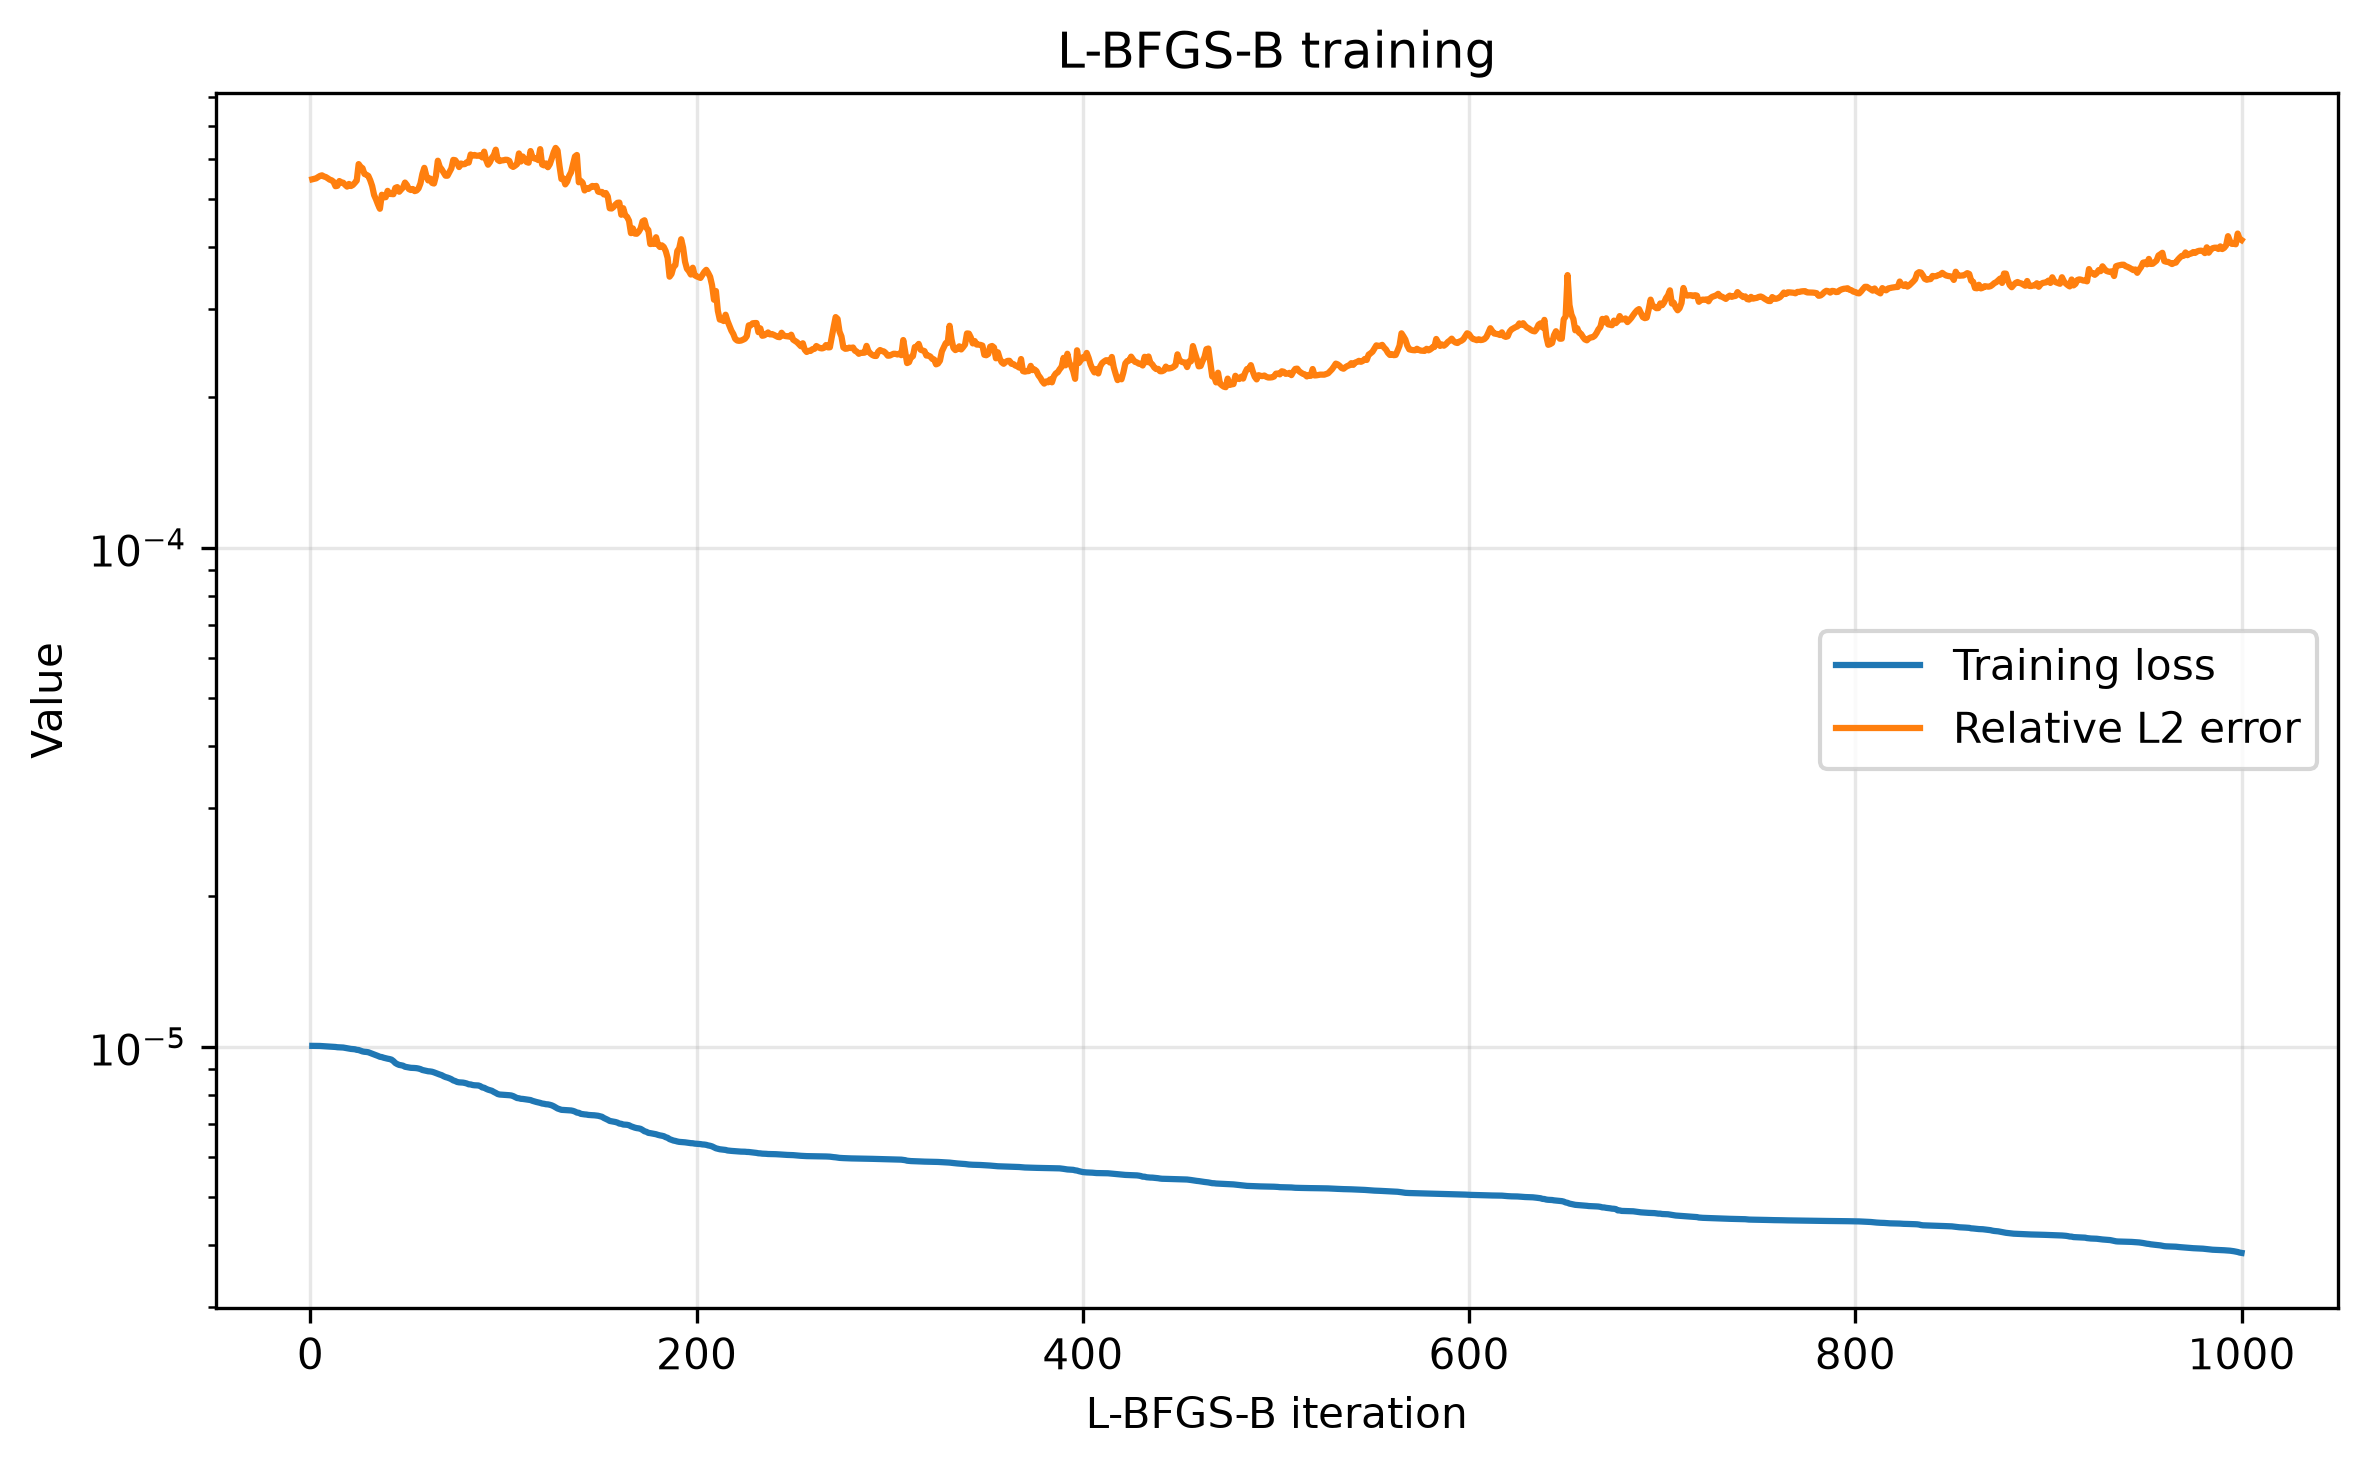 L-BFGS-B training
Value
10⁻⁴
10⁻⁵
Training loss
Relative L2 error
0 200 400 600 800 1000
L-BFGS-B iteration